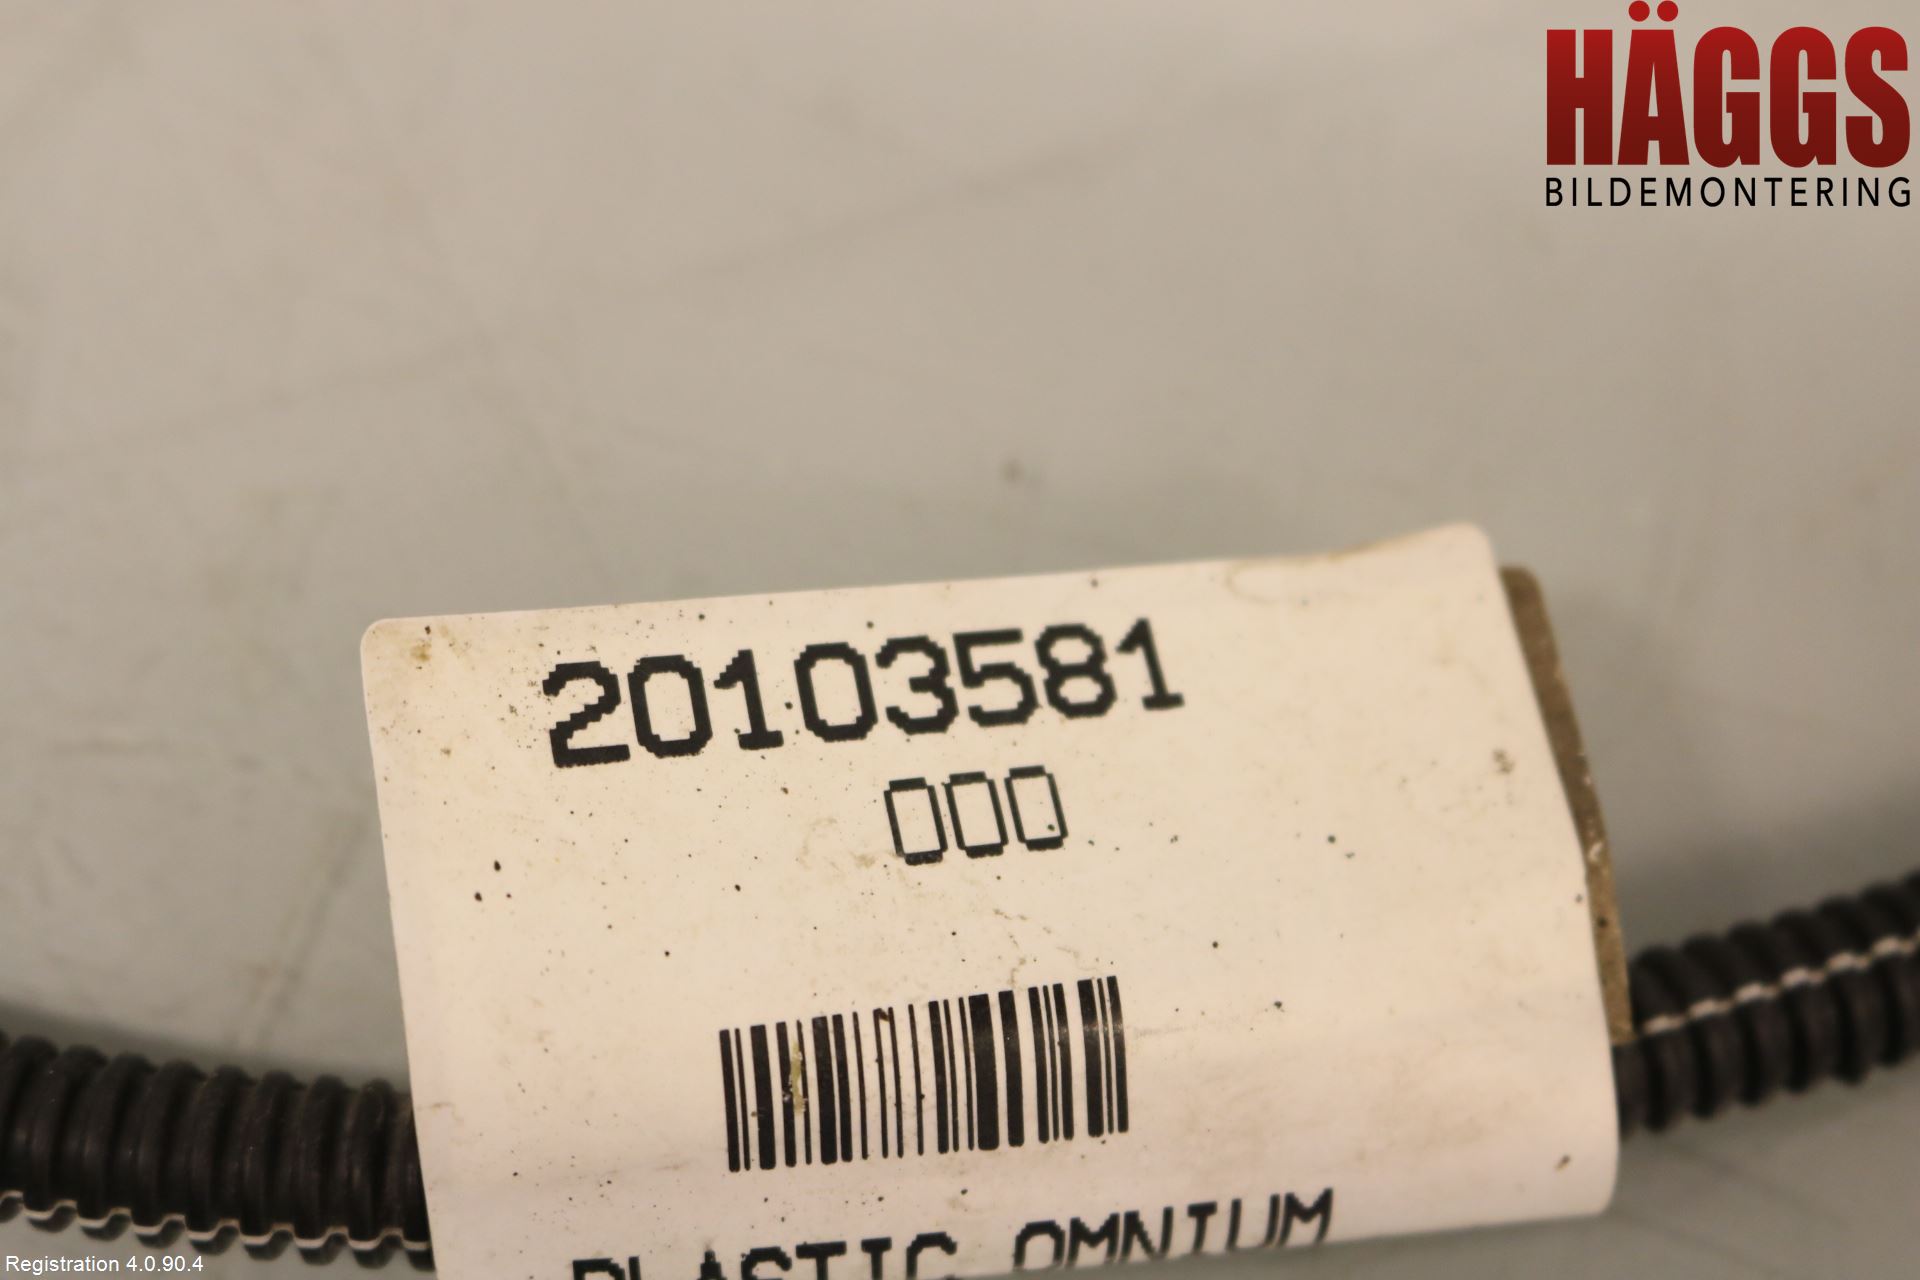 HÄGGS
BILDEMONTERING
20103581
000
PLASTIC OMNIUM
Registration 4.0.90.4